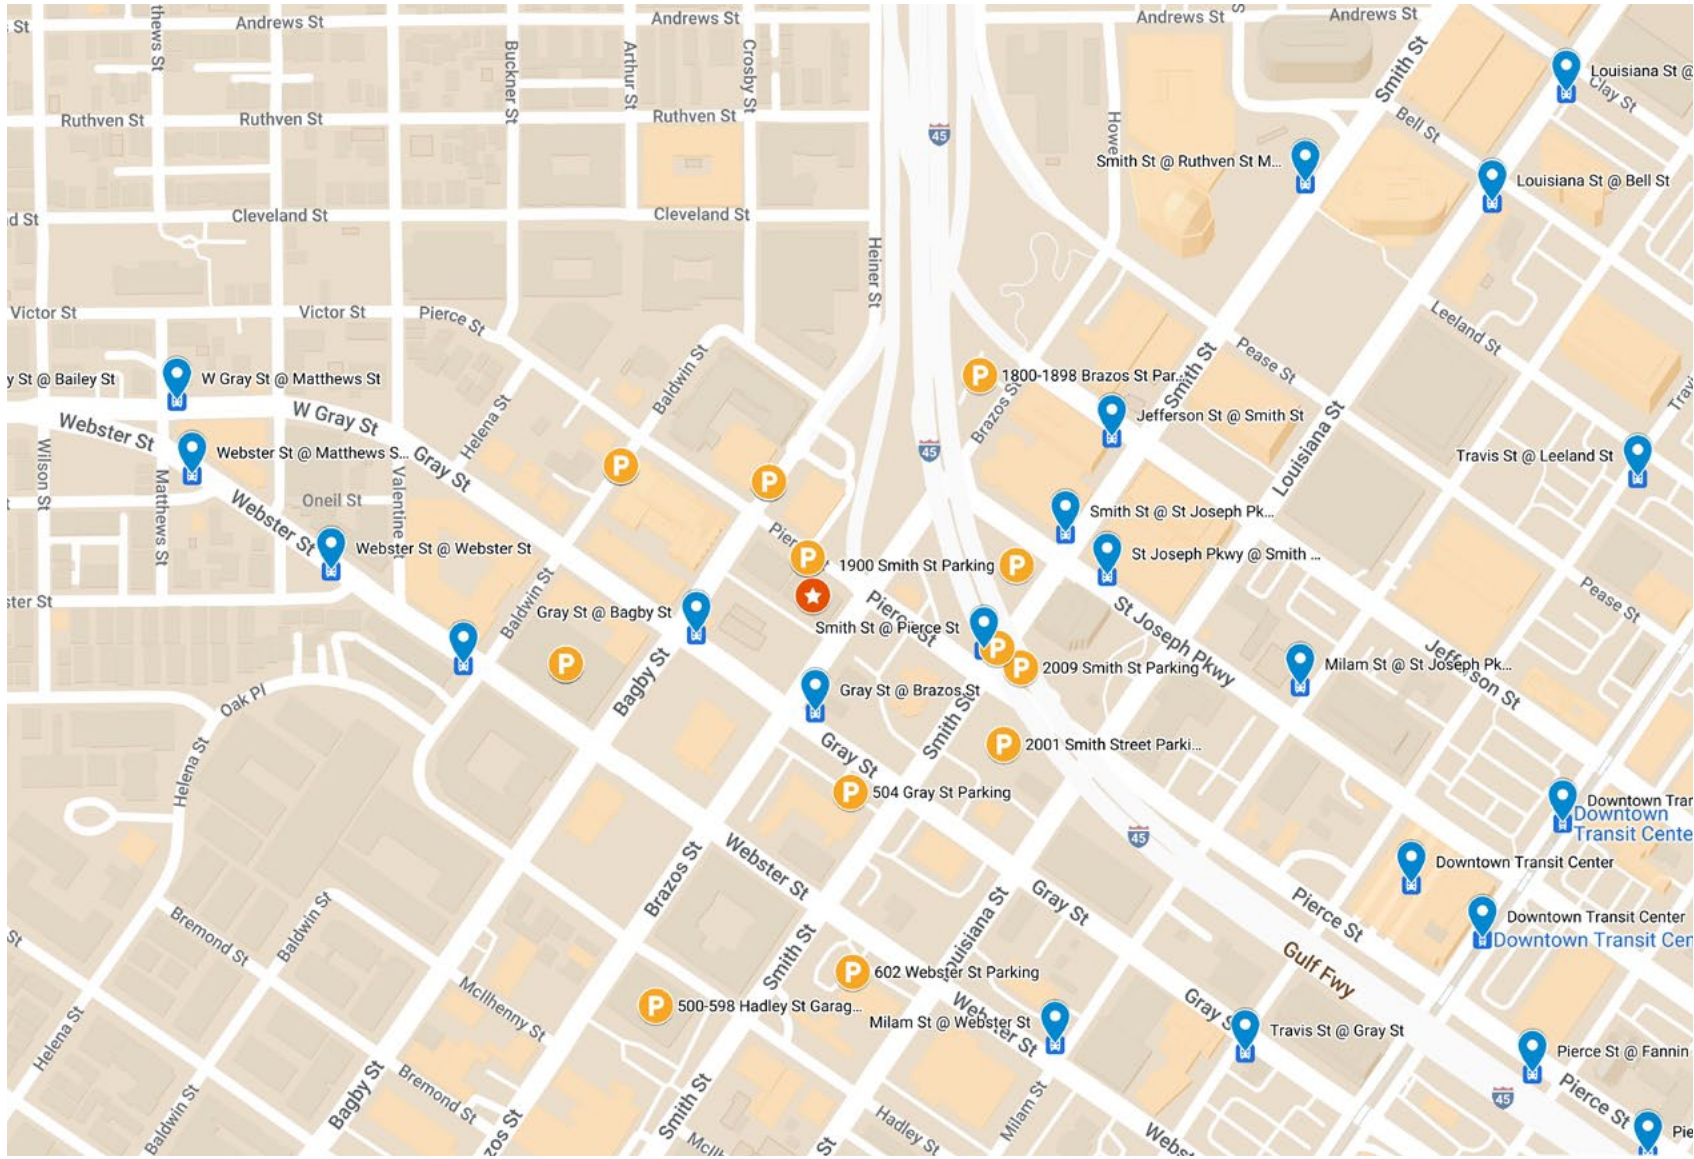 Andrews St
Andrews St
Andrews St
Andrews St
Smith St
Louisiana St @
Clay St
Buckner St
Arthur St
Crosby St
Ruthven St
Ruthven St
Ruthven St
45
Howe
Bell St
Smith St @ Ruthven St M...
Louisiana St @ Bell St
Cleveland St
Cleveland St
Heiner St
Victor St
Victor St
Pierce St
Leeland St
Pease St
Smith St
Baldwin St
y St @ Bailey St
W Gray St @ Matthews St
P
1800-1898 Brazos St Par...
Brazos St
Jefferson St @ Smith St
Webster St
W Gray St
Helena St
Louisiana St
Wilson St
Webster St @ Matthews S...
Gray St
P
P
45
Travis St @ Leeland St
Matthews St
Valentine St
Oneil St
Webster St
Smith St @ St Joseph Pk...
Webster St @ Webster St
P
1900 Smith St Parking
P
St Joseph Pkwy @ Smith ...
Pease St
Baldwin St
Gray St @ Bagby St
Pierce St
Smith St @ Pierce St
St Joseph Pkwy
Jefferson St
P
P
P
2009 Smith St Parking
Milam St @ St Joseph Pk...
Oak Pl
Bagby St
Gray St @ Brazos St
Smith St
P
2001 Smith Street Parki...
Gray St
Helena St
P
504 Gray St Parking
45
Downtown Tran
Downtown
Transit Cente
Downtown Transit Center
Webster St
Brazos St
Gray St
Pierce St
Downtown Transit Center
Downtown Transit Cen
Baldwin St
Bremond St
Louisiana St
Smith St
Gulf Fwy
P
602 Webster St Parking
McIlhenny St
P
500-598 Hadley St Garag...
Webster St
Gray St
Milam St @ Webster St
Travis St @ Gray St
Helena St
Pierce St @ Fannin
Bagby St
Bremond St
Smith St
45
Pierce St
Baldwin St
Hadley St
Milam St
Pie